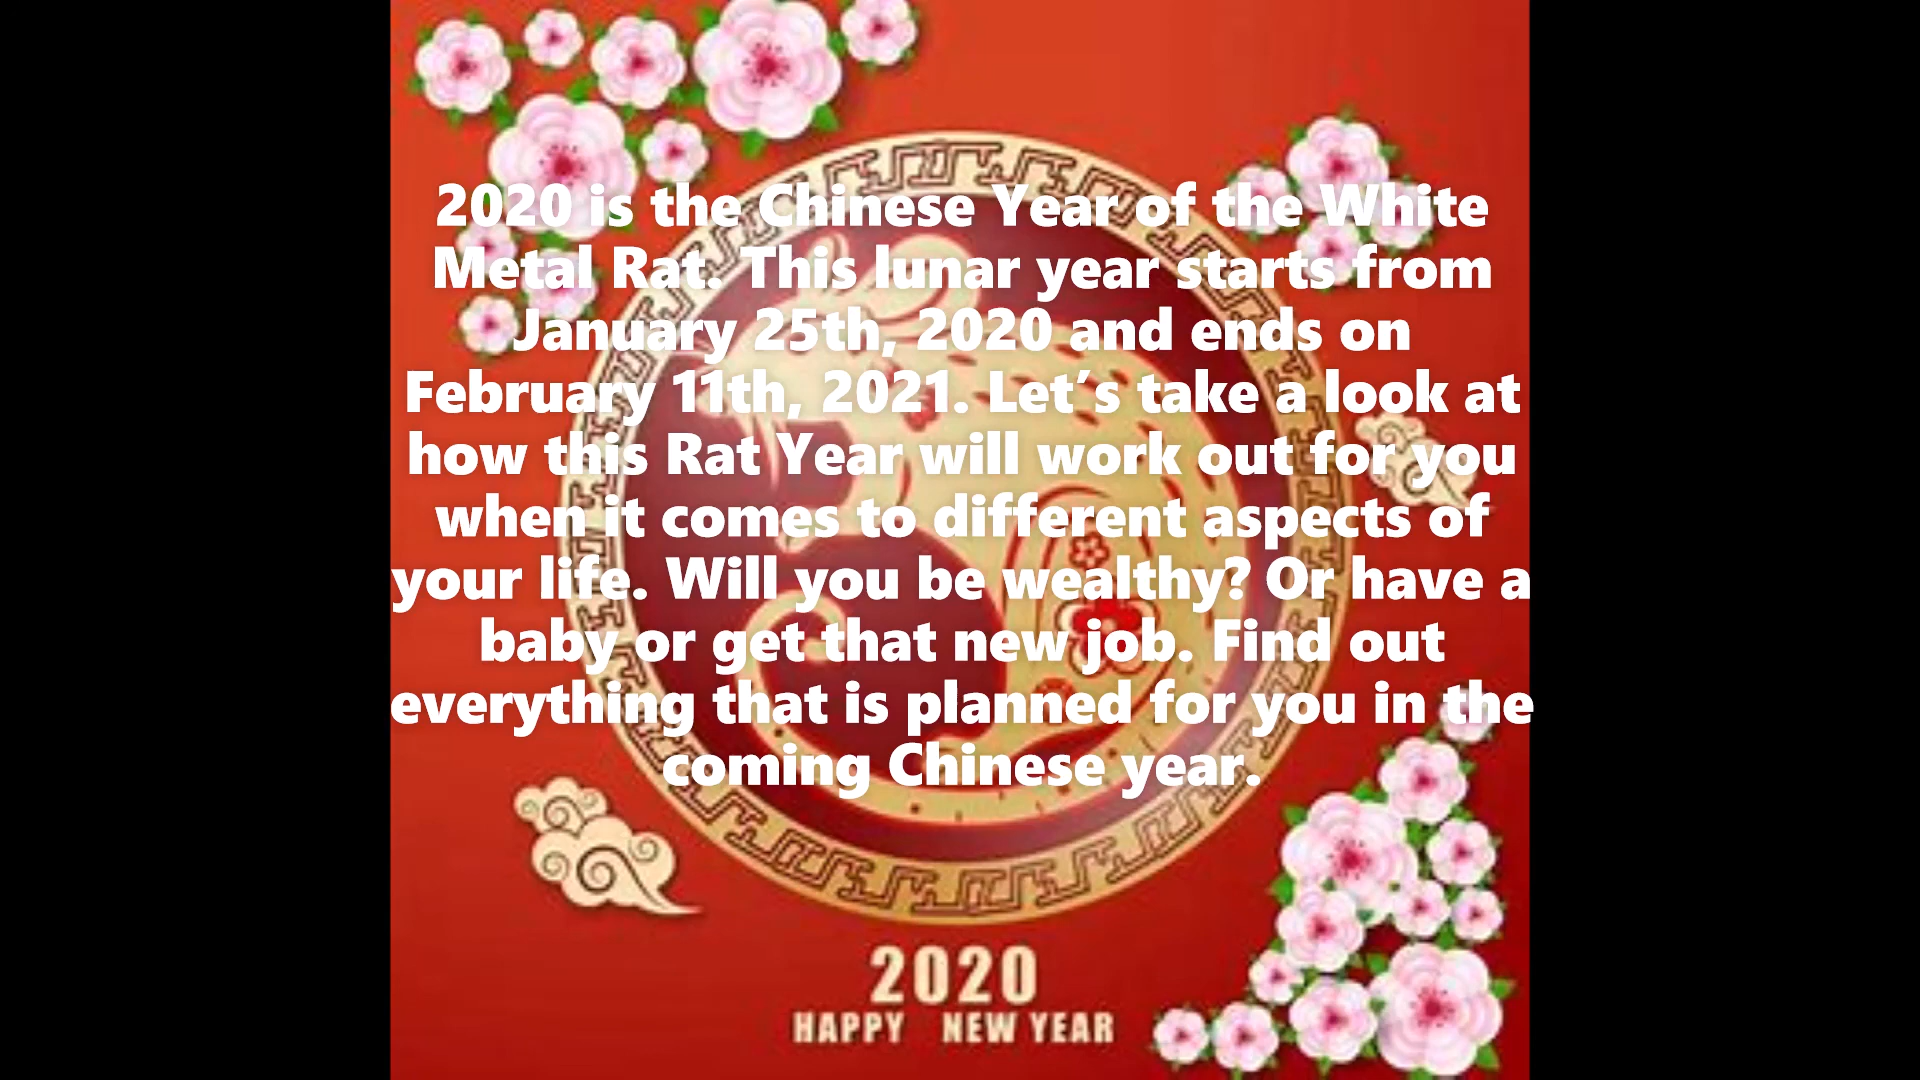 2020 is the Chinese Year of the White
Metal Rat. This lunar year starts from
January 25th, 2020 and ends on
February 11th, 2021. Let’s take a look at
how this Rat Year will work out for you
when it comes to different aspects of
your life. Will you be wealthy? Or have a
baby or get that new job. Find out
everything that is planned for you in the
coming Chinese year.
2020
HAPPY NEW YEAR